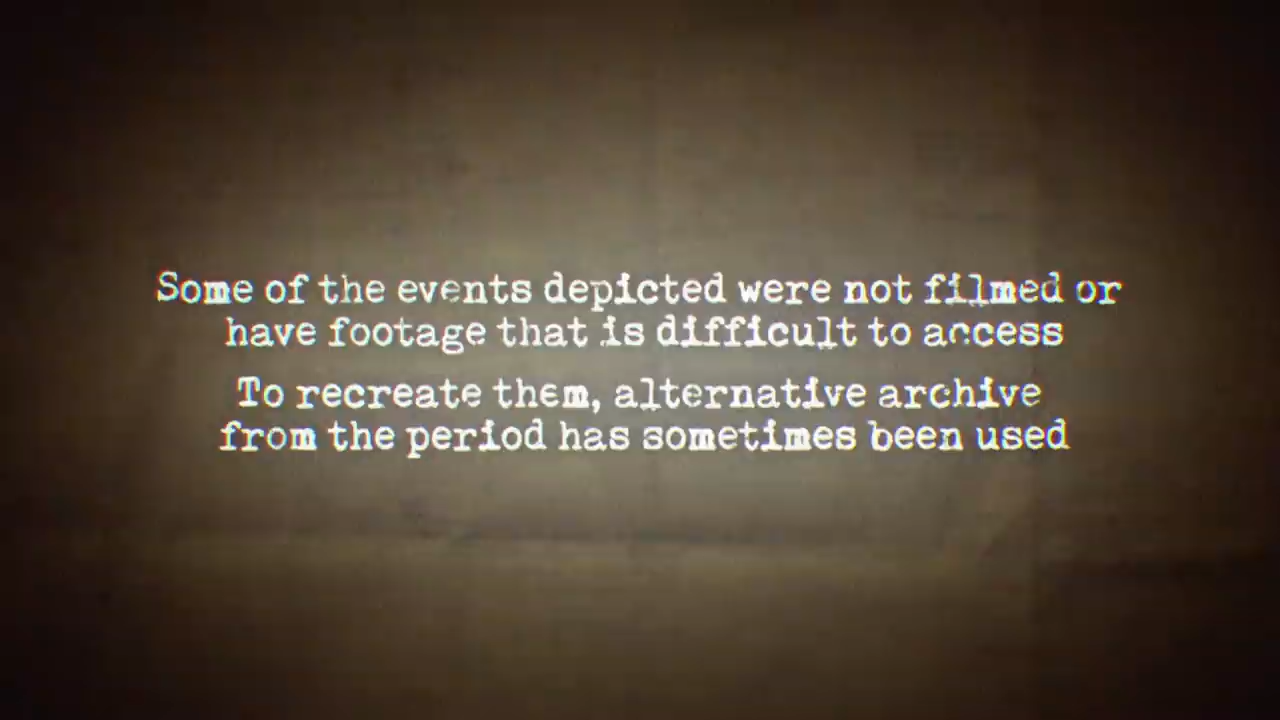 Some of the events depicted were not filmed or
have footage that is difficult to access
To recreate them, alternative archive
from the period has sometimes been used